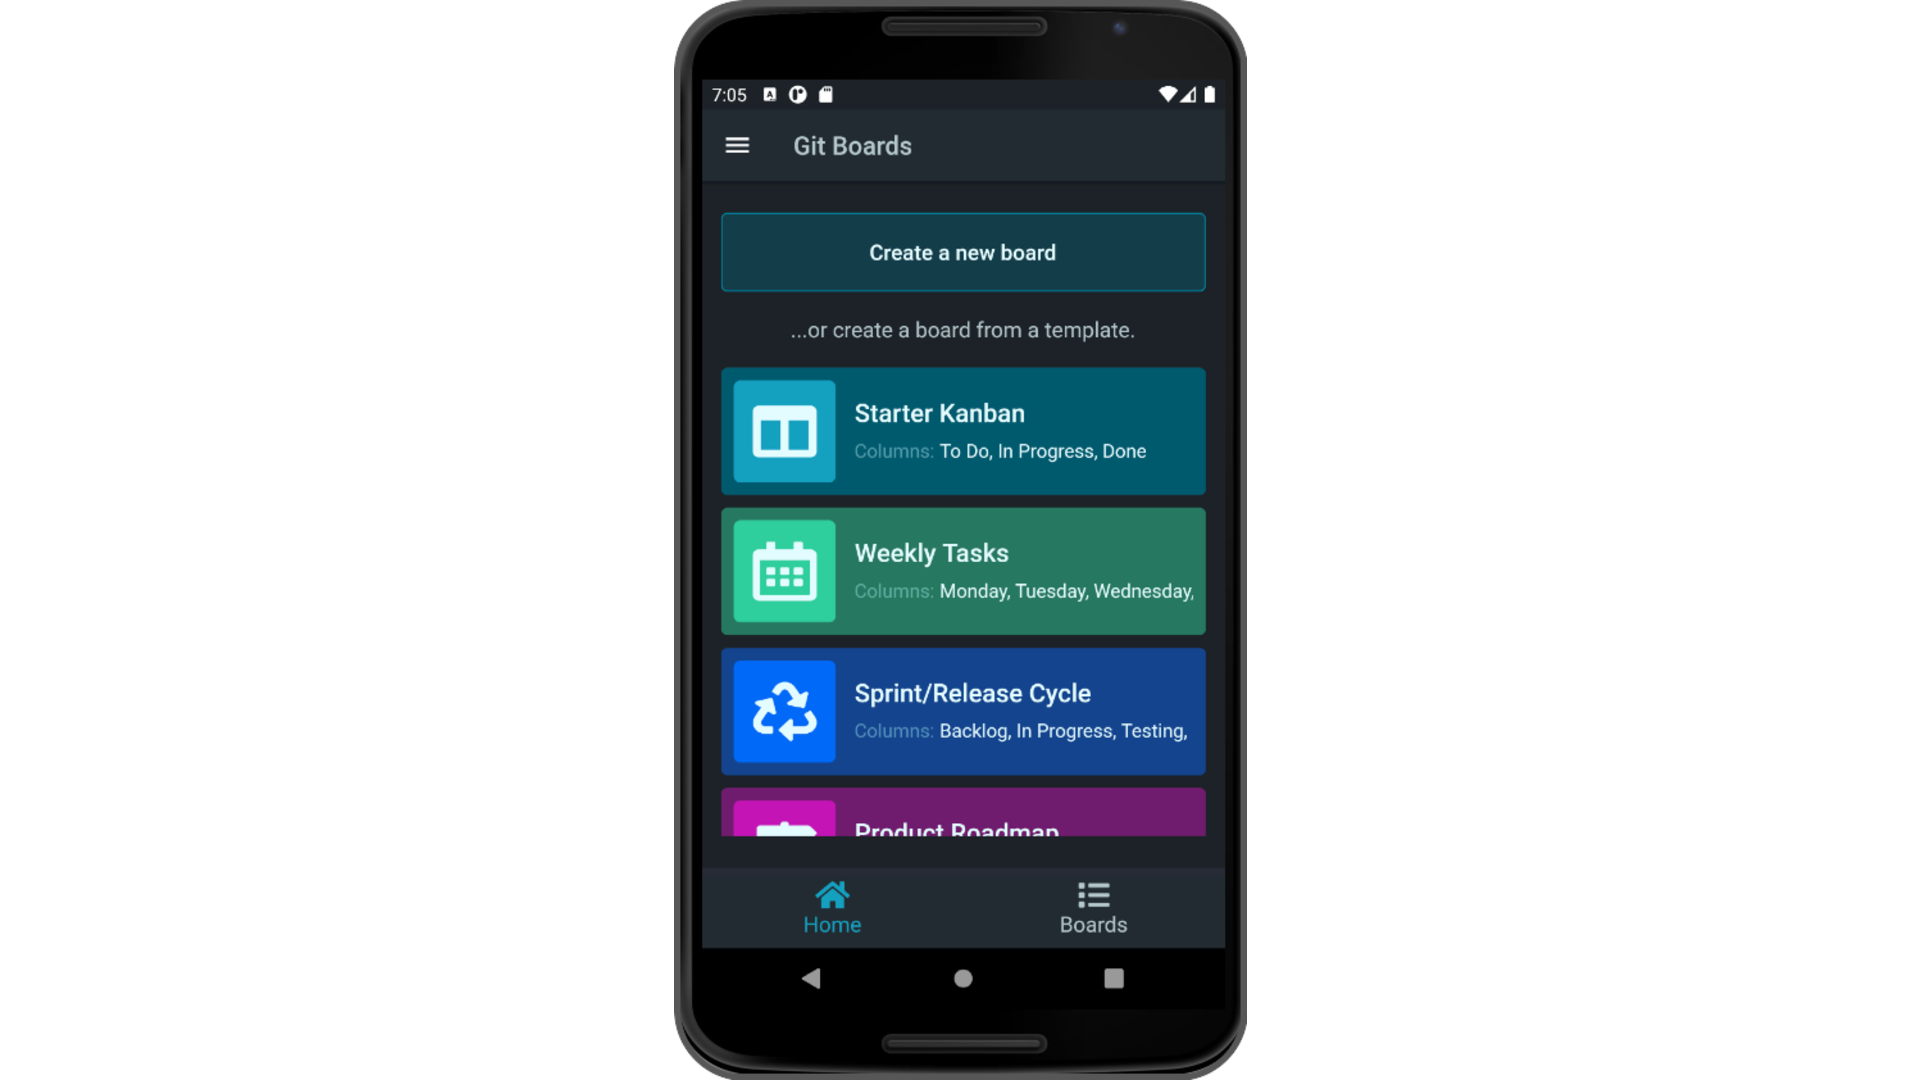 7:05
Git Boards
Create a new board
...or create a board from a template.
Starter Kanban
Columns: To Do, In Progress, Done
Weekly Tasks
Columns: Monday, Tuesday, Wednesday,
Sprint/Release Cycle
Columns: Backlog, In Progress, Testing,
Product Roadmap
Home
Boards